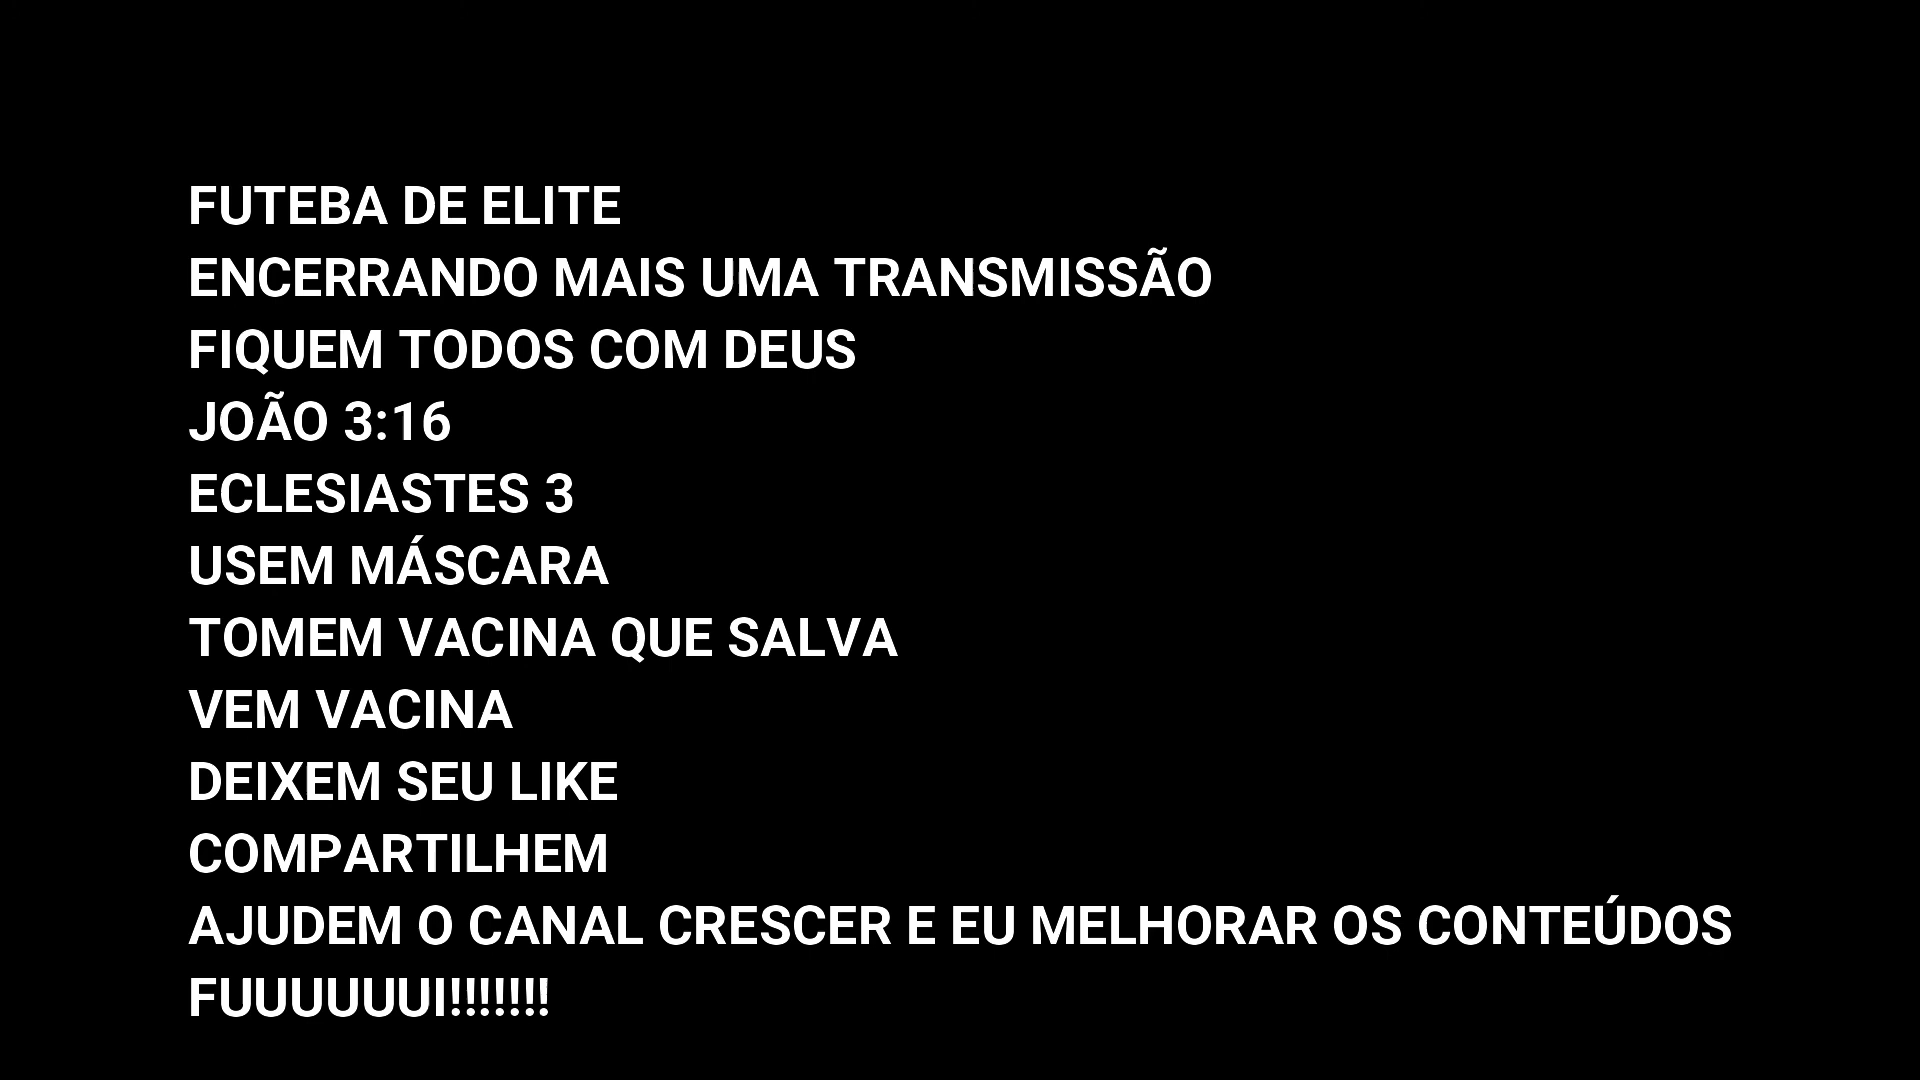 FUTEBA DE ELITE
ENCERRANDO MAIS UMA TRANSMISSÃO
FIQUEM TODOS COM DEUS
JOÃO 3:16
ECLESIASTES 3
USEM MÁSCARA
TOMEM VACINA QUE SALVA
VEM VACINA
DEIXEM SEU LIKE
COMPARTILHEM
AJUDEM O CANAL CRESCER E EU MELHORAR OS CONTEÚDOS
FUUUUUUI!!!!!!!